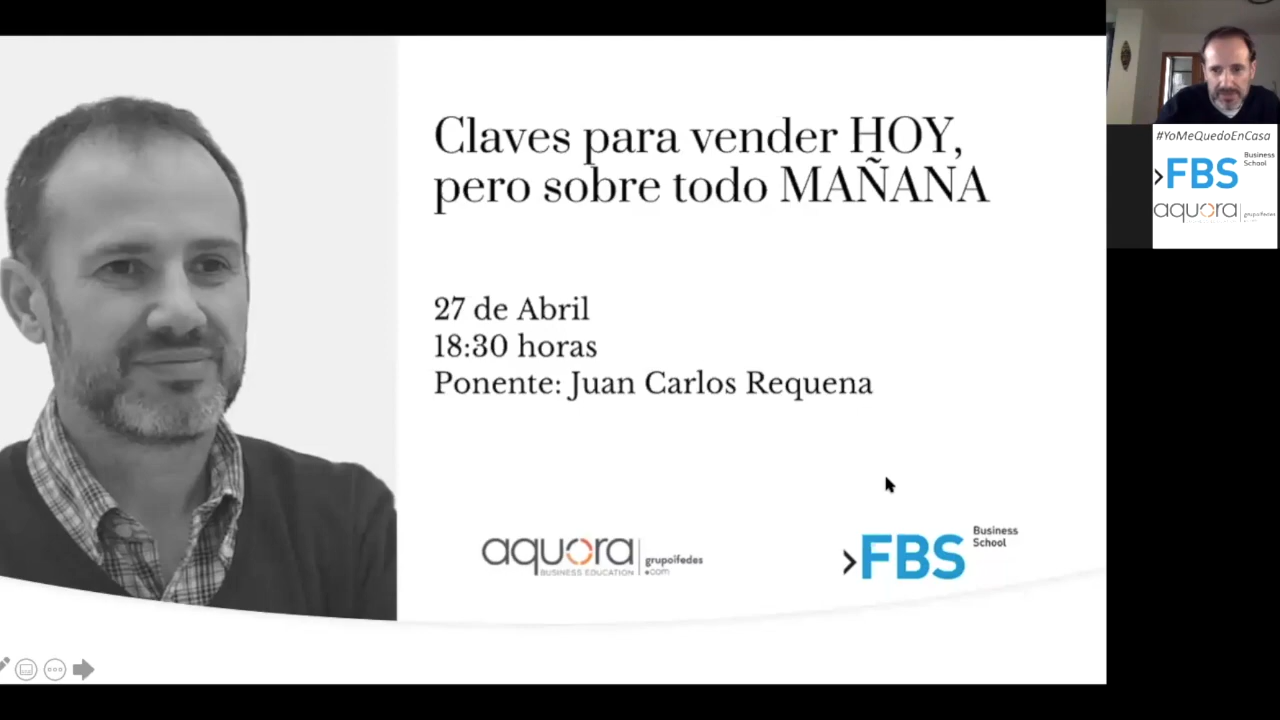 Claves para vender HOY,
pero sobre todo MAÑANA
27 de Abril
18:30 horas
Ponente: Juan Carlos Requena
aquora
BUSINESS EDUCATION
grupoifedes
.com
FBS
Business
School
#YoMeQuedoEnCasa
FBS
Business
School
aquora
grupoifedes